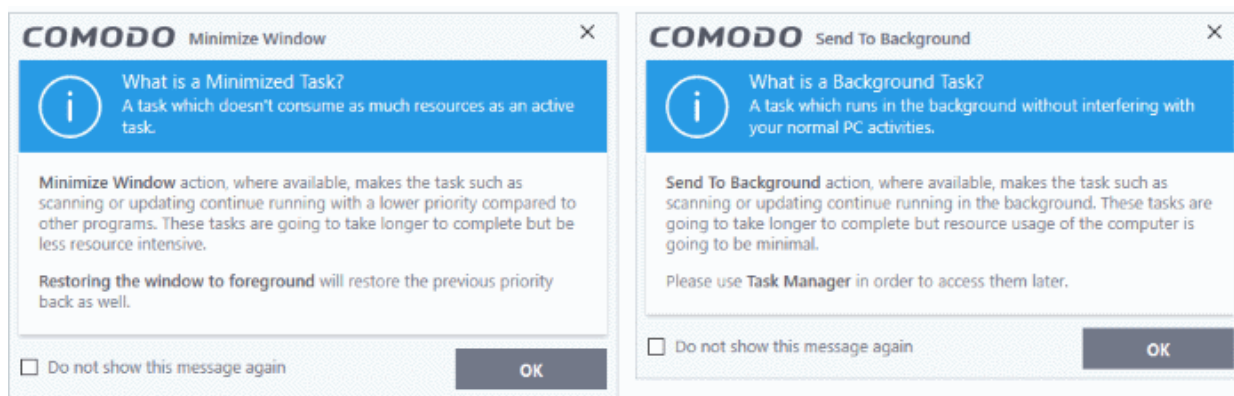 COMODO Minimize Window
What is a Minimized Task?
A task which doesn't consume as much resources as an active
task.
Minimize Window action, where available, makes the task such as
scanning or updating continue running with a lower priority compared to
other programs. These tasks are going to take longer to complete but be
less resource intensive.
Restoring the window to foreground will restore the previous priority
back as well.
Do not show this message again
OK
COMODO Send To Background
What is a Background Task?
A task which runs in the background without interfering with
your normal PC activities.
Send To Background action, where available, makes the task such as
scanning or updating continue running in the background. These tasks are
going to take longer to complete but resource usage of the computer is
going to be minimal.
Please use Task Manager in order to access them later.
Do not show this message again
OK